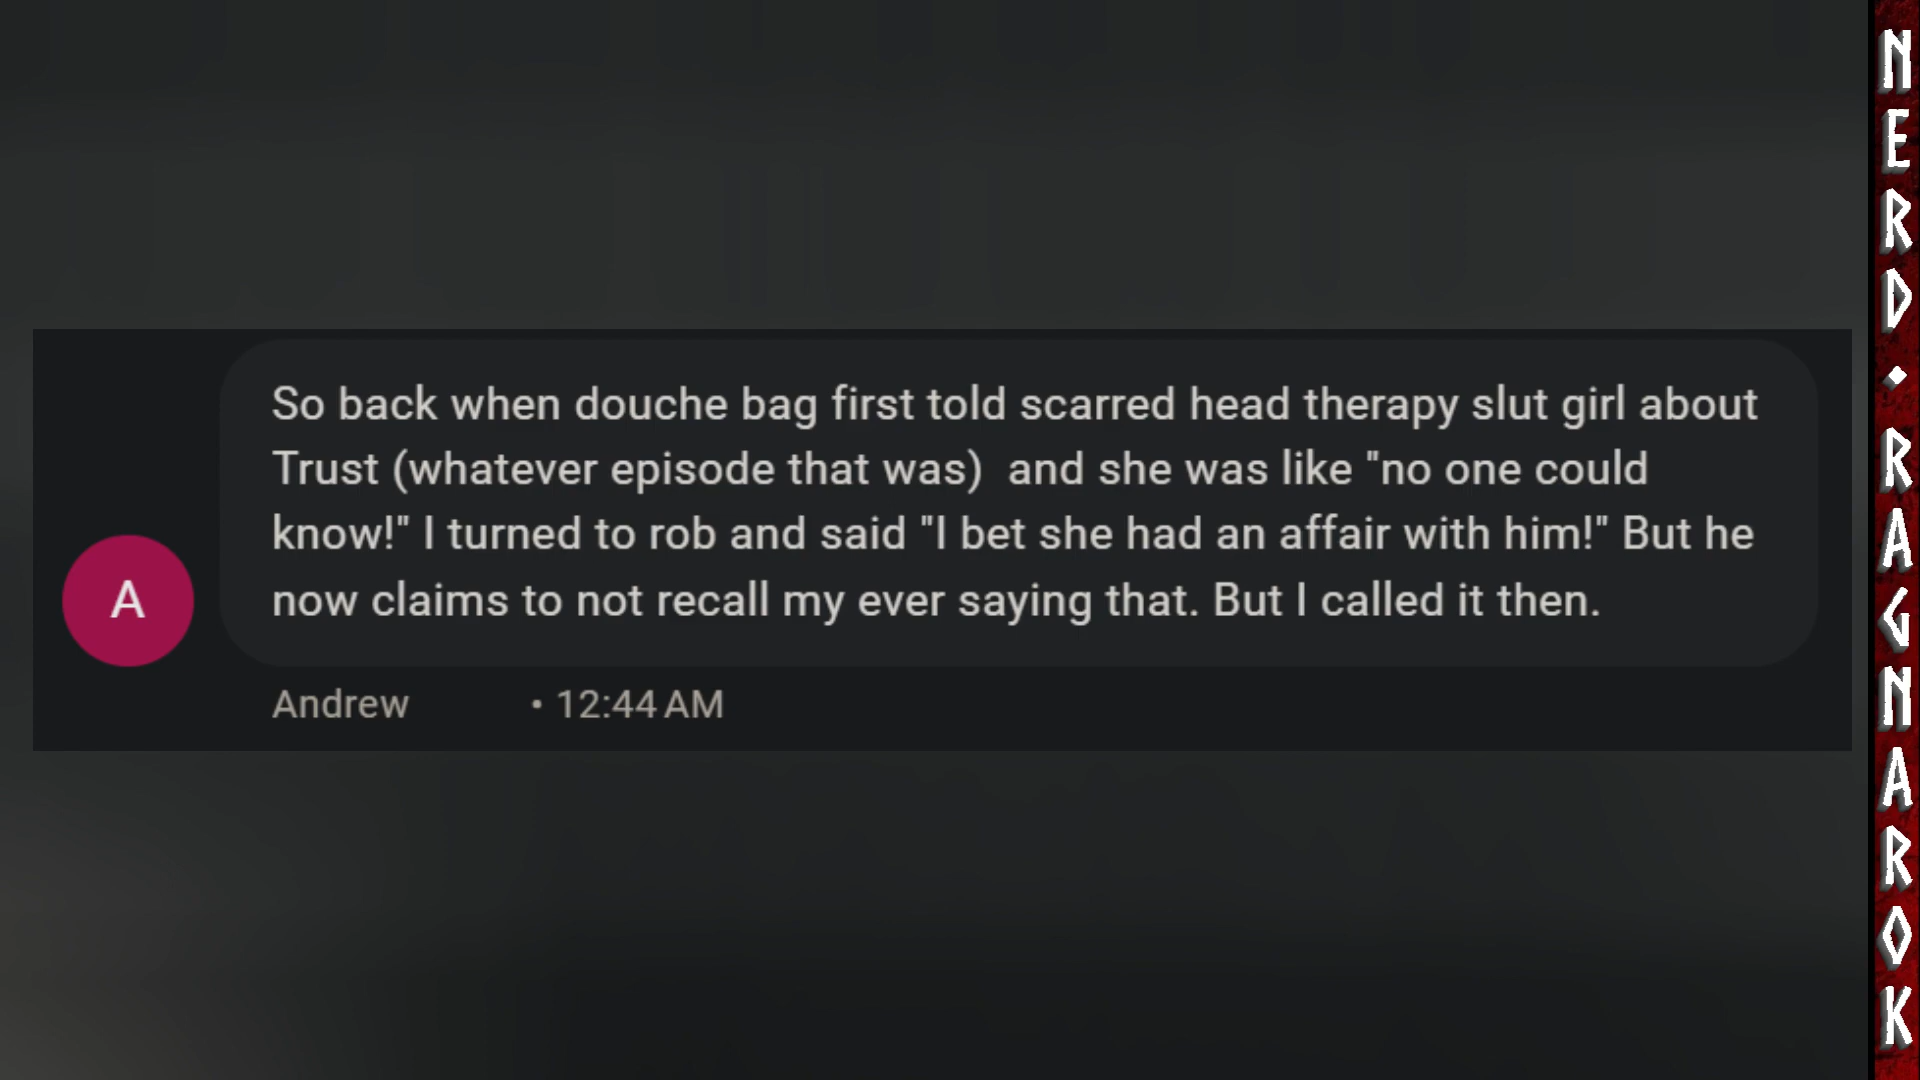 So back when douche bag first told scarred head therapy slut girl about
Trust (whatever episode that was)  and she was like "no one could
know!" I turned to rob and said "I bet she had an affair with him!" But he
now claims to not recall my ever saying that. But I called it then.
A
Andrew • 12:44 AM
NERD·RAGNAROK